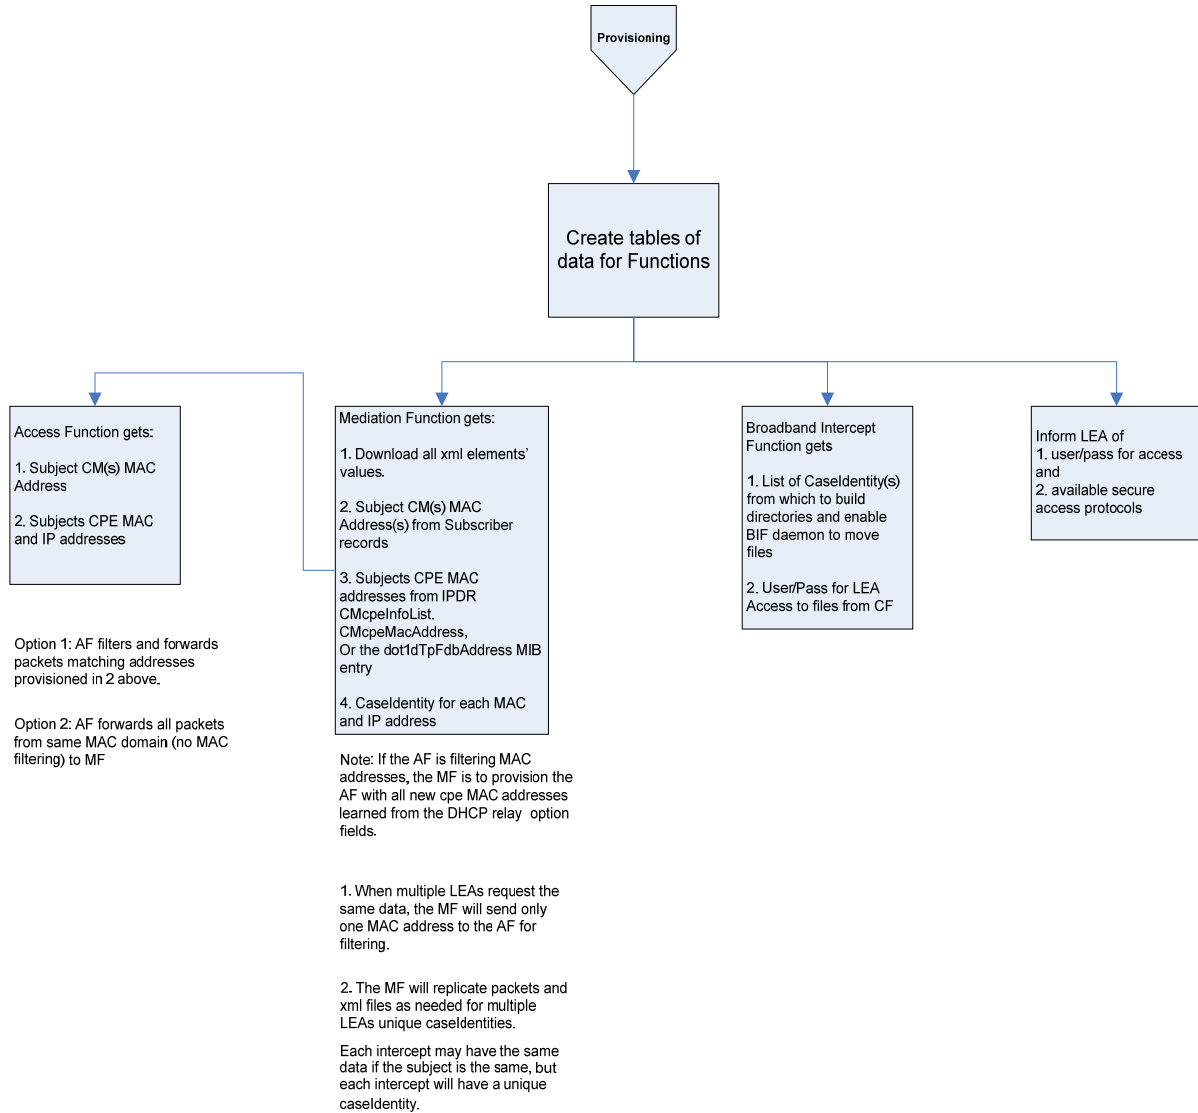 Provisioning
Create tables of
data for Functions
Access Function gets:
1. Subject CM(s) MAC
Address
2. Subjects CPE MAC
and IP addresses
Option 1: AF filters and forwards
packets matching addresses
provisioned in 2 above.
Option 2: AF forwards all packets
from same MAC domain (no MAC
filtering) to MF
Mediation Function gets:
1. Download all xml elements'
values.
2. Subject CM(s) MAC
Address(s) from Subscriber
records
3. Subjects CPE MAC
addresses from IPDR
CMcpeInfoList.
CMcpeMacAddress,
Or the dot1dTpFdbAddress MIB
entry
4. CaseIdentity for each MAC
and IP address
Note: If the AF is filtering MAC
addresses, the MF is to provision the
AF with all new cpe MAC addresses
learned from the DHCP relay option
fields.
1. When multiple LEAs request the
same data, the MF will send only
one MAC address to the AF for
filtering.
2. The MF will replicate packets and
xml files as needed for multiple
LEAs unique caseIdentities.
Each intercept may have the same
data if the subject is the same, but
each intercept will have a unique
caseIdentity.
Broadband Intercept
Function gets
1. List of CaseIdentity(s)
from which to build
directories and enable
BIF daemon to move
files
2. User/Pass for LEA
Access to files from CF
Inform LEA of
1. user/pass for access
and
2. available secure
access protocols